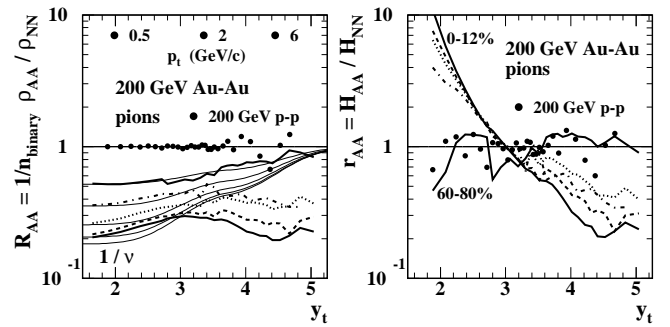 R_AA = 1/n_binary ρ_AA / ρ_NN
1
10⁻¹
0.5 2 6
p_t (GeV/c)
200 GeV Au-Au
pions
200 GeV p-p
1 / ν
2 3 4 5
y_t
r_AA = H_AA / H_NN
10
1
10⁻¹
0-12%
200 GeV Au-Au
pions
200 GeV p-p
60-80%
2 3 4 5
y_t